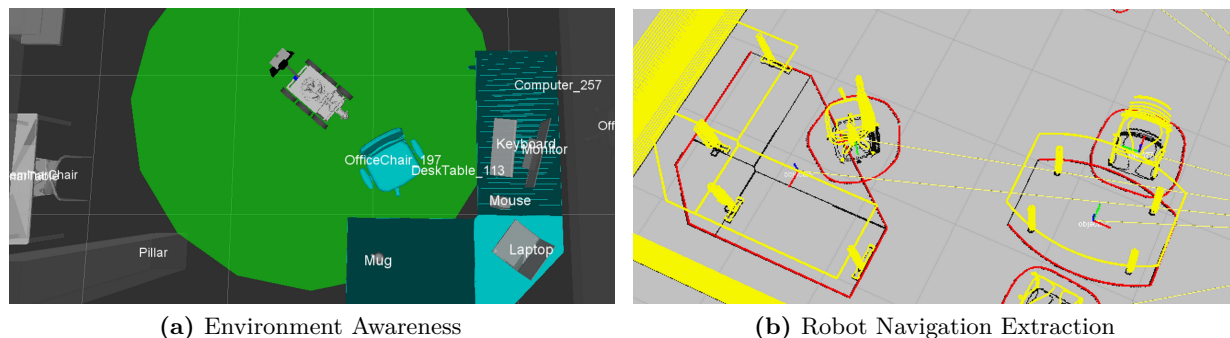 Computer_257
Off
Keyboard
Monitor
OfficeChair_197
DeskTable_113
Mouse
Laptop
Mug
Pillar
(a) Environment Awareness
(b) Robot Navigation Extraction